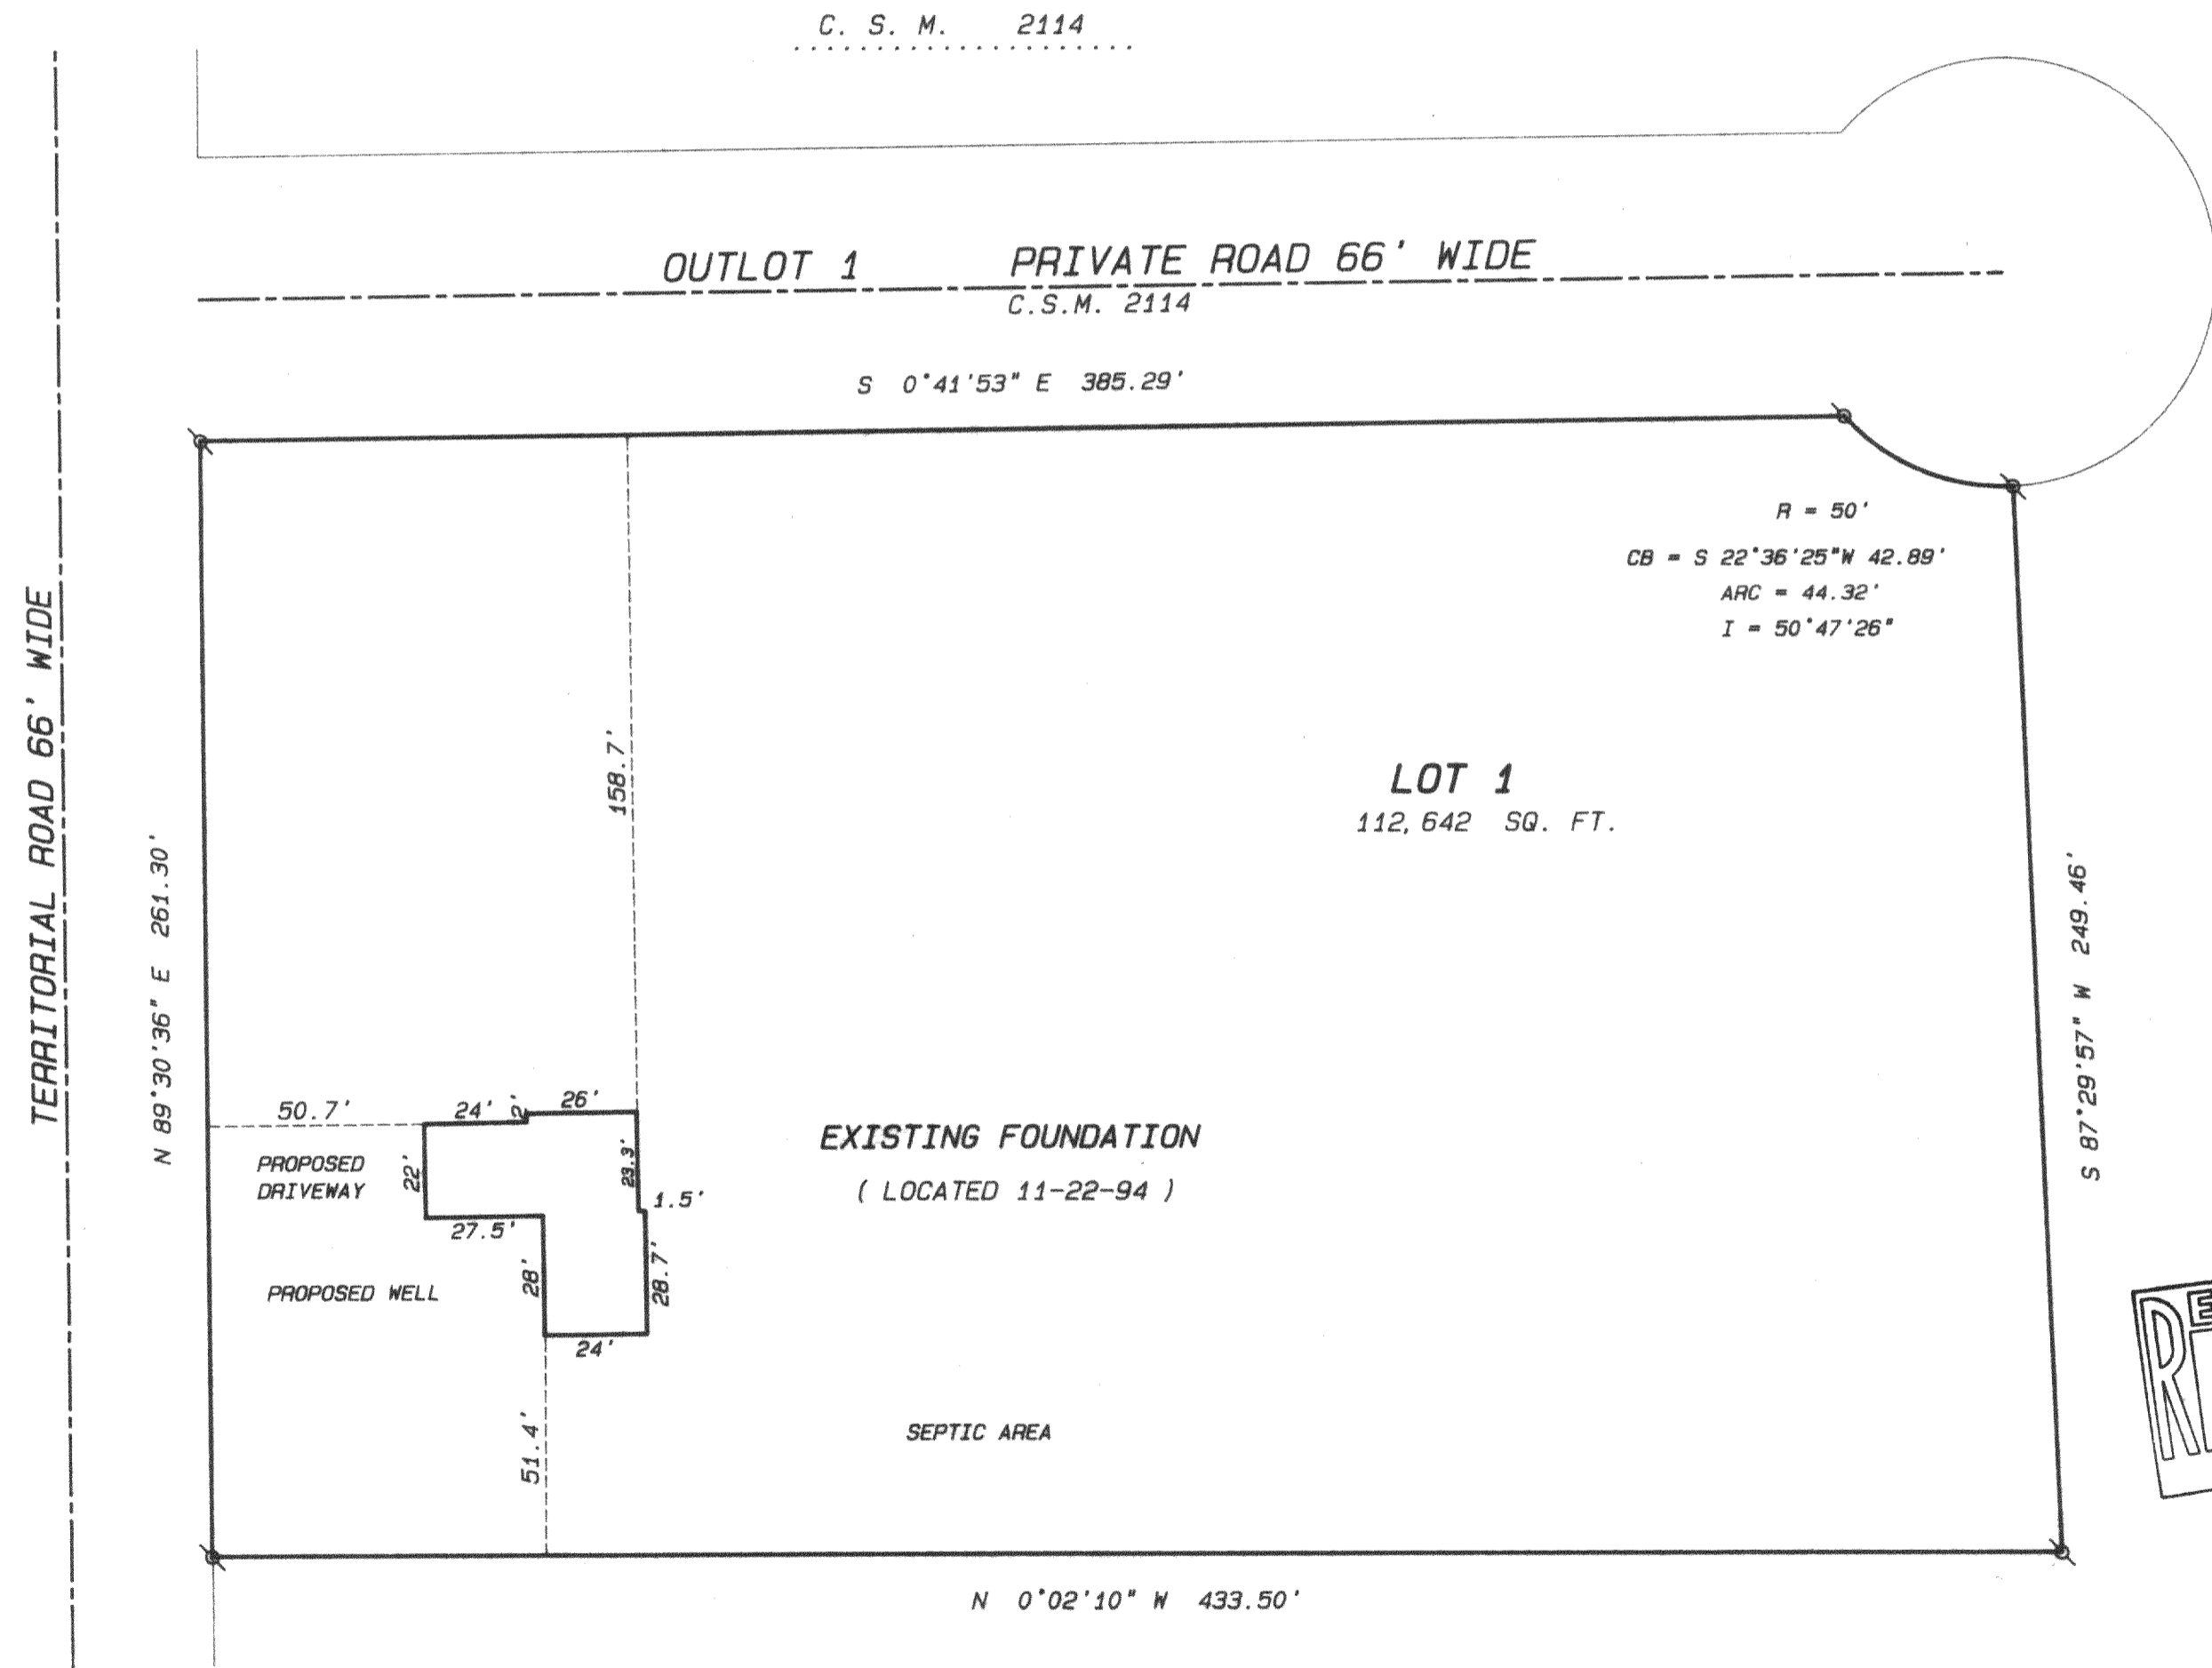 C. S. M. 2114
OUTLOT 1 PRIVATE ROAD 66' WIDE
C.S.M. 2114
S 0°41'53" E 385.29'
R = 50'
CB = S 22°36'25"W 42.89'
ARC = 44.32'
I = 50°47'26"
TERRITORIAL ROAD 66' WIDE
N 89°30'36" E 261.30'
158.7'
LOT 1
112,642 SQ. FT.
S 87°29'57" W 249.46'
50.7'
24'
2'
26'
EXISTING FOUNDATION
( LOCATED 11-22-94 )
PROPOSED
DRIVEWAY
22'
23.3'
1.5'
27.5'
PROPOSED WELL
28'
28.7'
24'
51.4'
SEPTIC AREA
N 0°02'10" W 433.50'